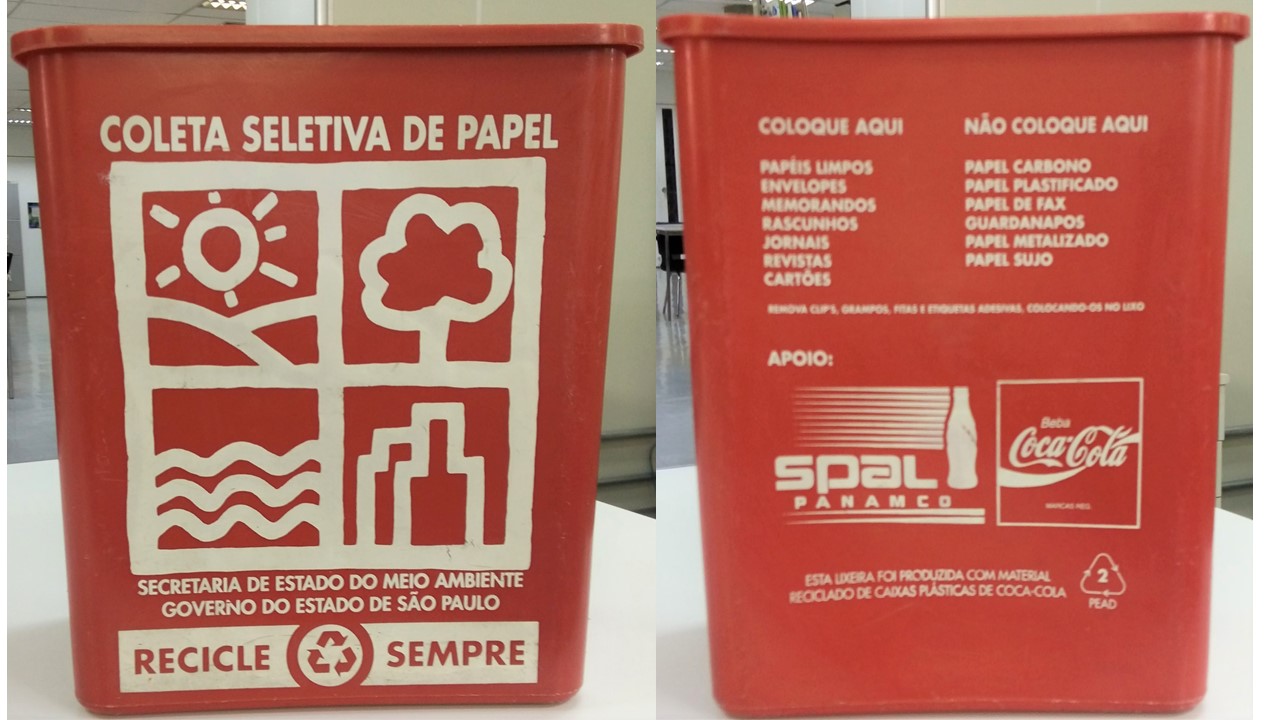 COLETA SELETIVA DE PAPEL
SECRETARIA DE ESTADO DO MEIO AMBIENTE
GOVERNO DO ESTADO DE SÃO PAULO
RECICLE SEMPRE
COLOQUE AQUI
PAPÉIS LIMPOS
ENVELOPES
MEMORANDOS
RASCUNHOS
JORNAIS
REVISTAS
CARTÕES
NÃO COLOQUE AQUI
PAPEL CARBONO
PAPEL PLASTIFICADO
PAPEL DE FAX
GUARDANAPOS
PAPEL METALIZADO
PAPEL SUJO
REMOVA CLIP'S, GRAMPOS, FITAS E ETIQUETAS ADESIVAS, COLOCANDO-OS NO LIXO
APOIO:
spal
PANAMCO
Beba
Coca-Cola
MARCAS REG.
ESTA LIXEIRA FOI PRODUZIDA COM MATERIAL
RECICLADO DE CAIXAS PLÁSTICAS DE COCA-COLA
2
PEAD